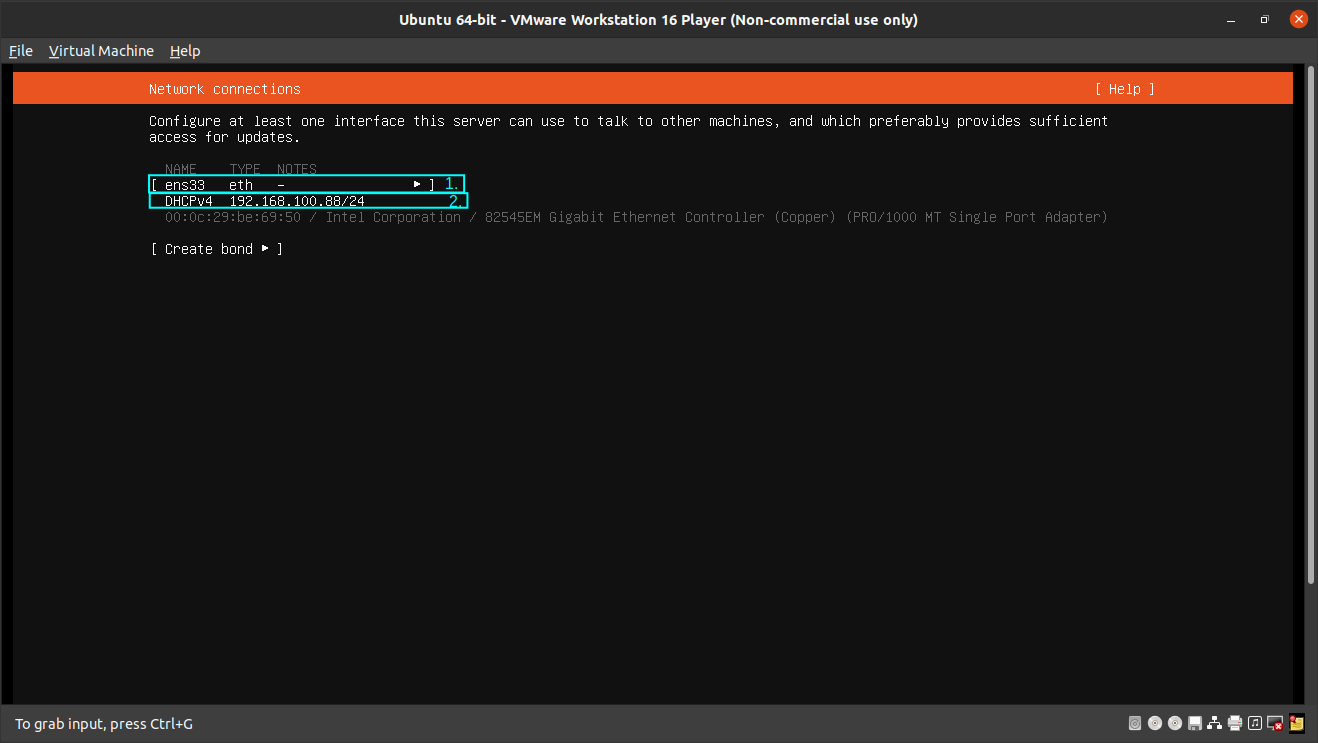 Ubuntu 64-bit - VMware Workstation 16 Player (Non-commercial use only)
File Virtual Machine Help
Network connections [ Help ]
Configure at least one interface this server can use to talk to other machines, and which preferably provides sufficient
access for updates.
NAME TYPE NOTES
[ ens33 eth – ▸ ] 1.
DHCPv4 192.168.100.88/24 2.
00:0c:29:be:69:50 / Intel Corporation / 82545EM Gigabit Ethernet Controller (Copper) (PRO/1000 MT Single Port Adapter)
[ Create bond ▸ ]
To grab input, press Ctrl+G